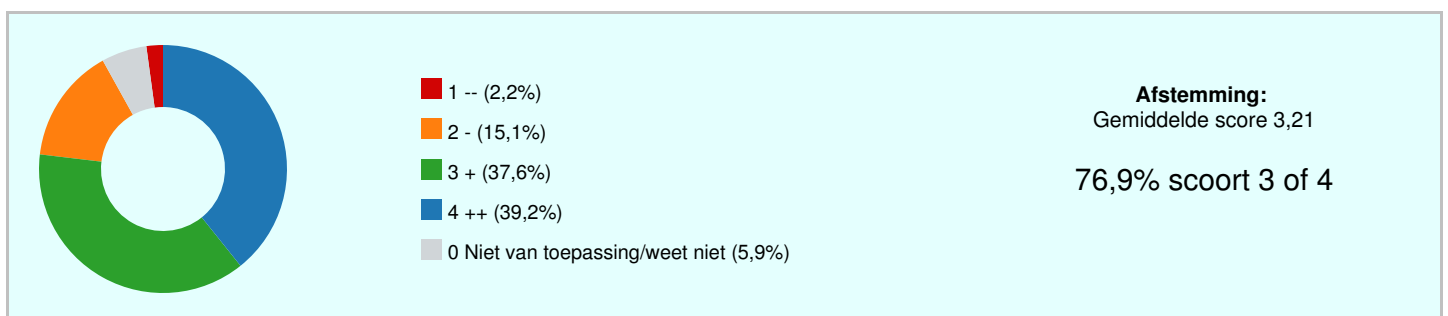 1 -- (2,2%)
2 - (15,1%)
3 + (37,6%)
4 ++ (39,2%)
0 Niet van toepassing/weet niet (5,9%)
Afstemming:
Gemiddelde score 3,21
76,9% scoort 3 of 4